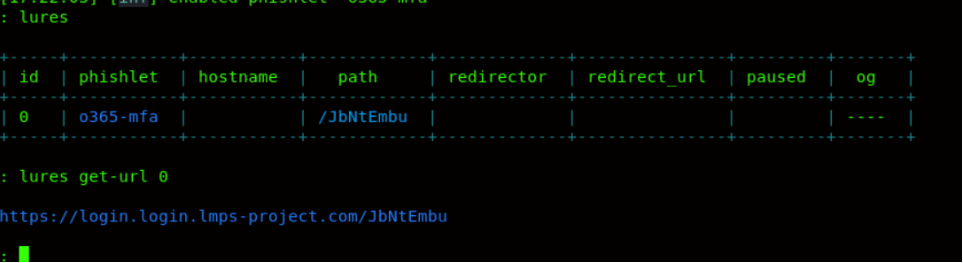 [17:22:03] [inf] enabled phishlet 'o365-mfa'
: lures
| id | phishlet | hostname | path | redirector | redirect_url | paused | og |
| 0 | o365-mfa | | /JbNtEmbu | | | | ---- |
: lures get-url 0
https://login.login.lmps-project.com/JbNtEmbu
: